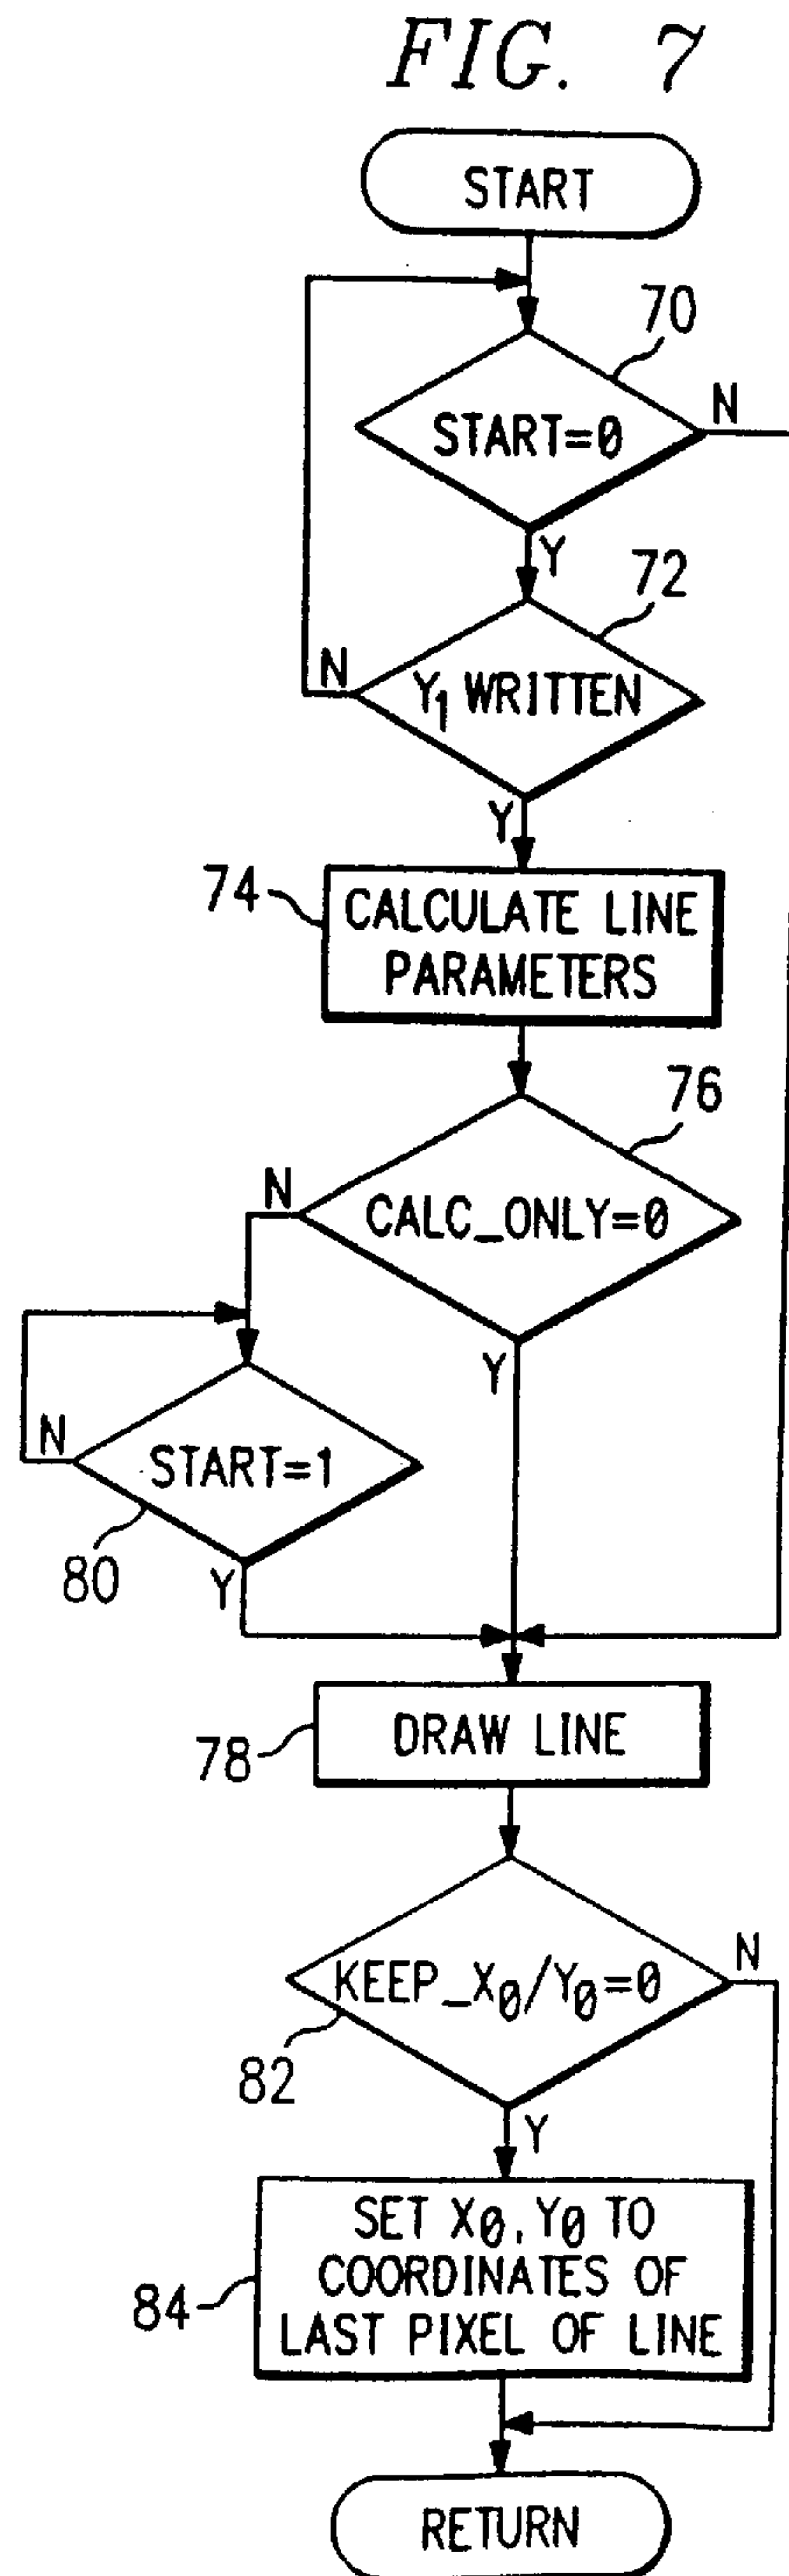 FIG. 7
START
70
START=0
N
Y
72
N
Y1 WRITTEN
Y
74
CALCULATE LINE
PARAMETERS
76
N
CALC_ONLY=0
Y
N
START=1
80
Y
78
DRAW LINE
N
KEEP_X0/Y0=0
82
Y
SET X0, Y0 TO
COORDINATES OF
84
LAST PIXEL OF LINE
RETURN